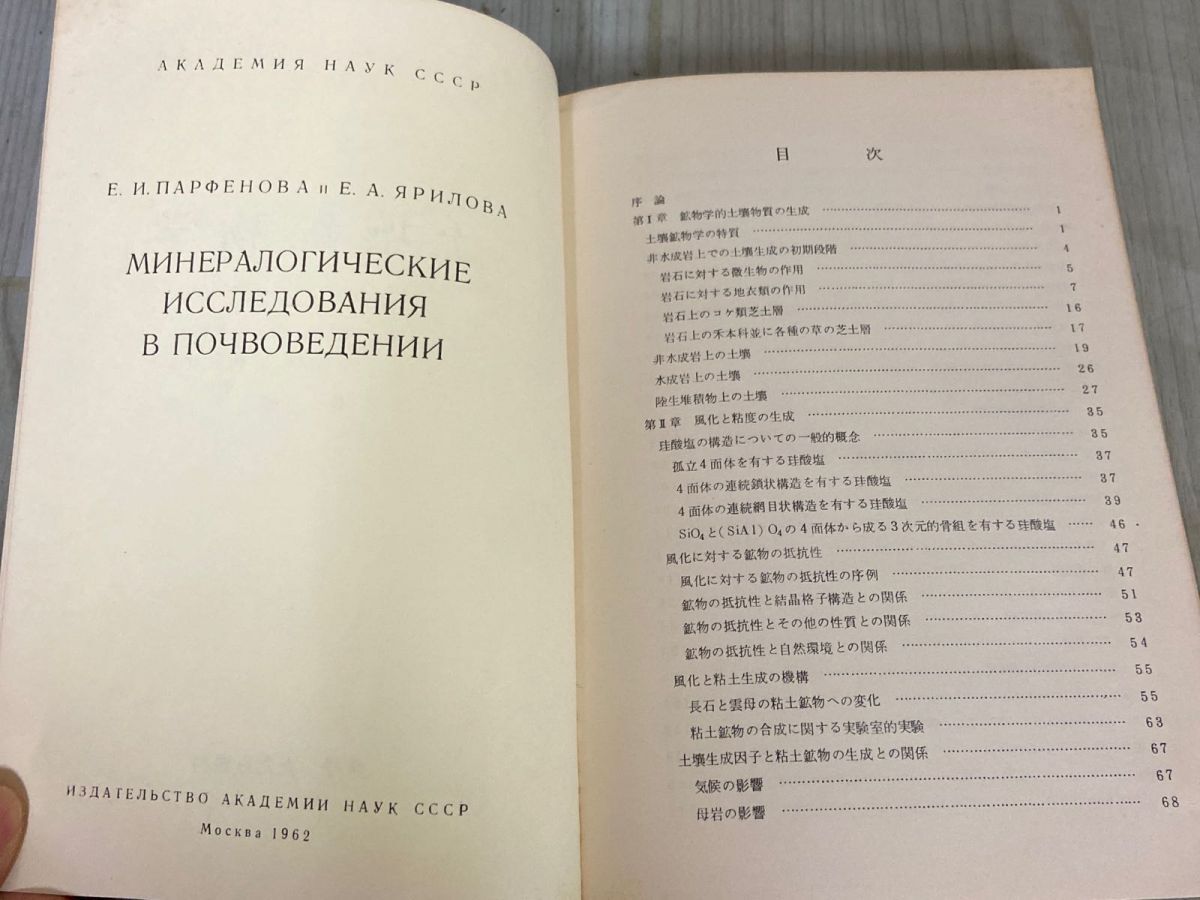 АКАДЕМИЯ НАУК СССР
Е. И. ПАРФЕНОВА и Е. А. ЯРИЛОВА
МИНЕРАЛОГИЧЕСКИЕ
ИССЛЕДОВАНИЯ
В ПОЧВОВЕДЕНИИ
ИЗДАТЕЛЬСТВО АКАДЕМИИ НАУК СССР
Москва 1962
目 次
序 論
第Ⅰ章 鉱物学的土壌物質の生成 …… 1
土壌鉱物学の特質 …… 1
非水成岩上での土壌生成の初期段階 …… 4
岩石に対する微生物の作用 …… 5
岩石に対する地衣類の作用 …… 7
岩石上のコケ類芝土層 …… 16
岩石上の禾本科並に各種の草の芝土層 …… 17
非水成岩上の土壌 …… 19
水成岩上の土壌 …… 26
陸生堆積物上の土壌 …… 27
第Ⅱ章 風化と粘度の生成 …… 35
珪酸塩の構造についての一般的概念 …… 35
孤立4面体を有する珪酸塩 …… 37
4面体の連続鎖状構造を有する珪酸塩 …… 37
4面体の連続網目状構造を有する珪酸塩 …… 39
SiO₄と(SiAl)O₄の4面体から成る3次元的骨組を有する珪酸塩 …… 46
風化に対する鉱物の抵抗性 …… 47
風化に対する鉱物の抵抗性の序例 …… 47
鉱物の抵抗性と結晶格子構造との関係 …… 51
鉱物の抵抗性とその他の性質との関係 …… 53
鉱物の抵抗性と自然環境との関係 …… 54
風化と粘土生成の機構 …… 55
長石と雲母の粘土鉱物への変化 …… 55
粘土鉱物の合成に関する実験室的実験 …… 63
土壌生成因子と粘土鉱物の生成との関係 …… 67
気候の影響 …… 67
母岩の影響 …… 68